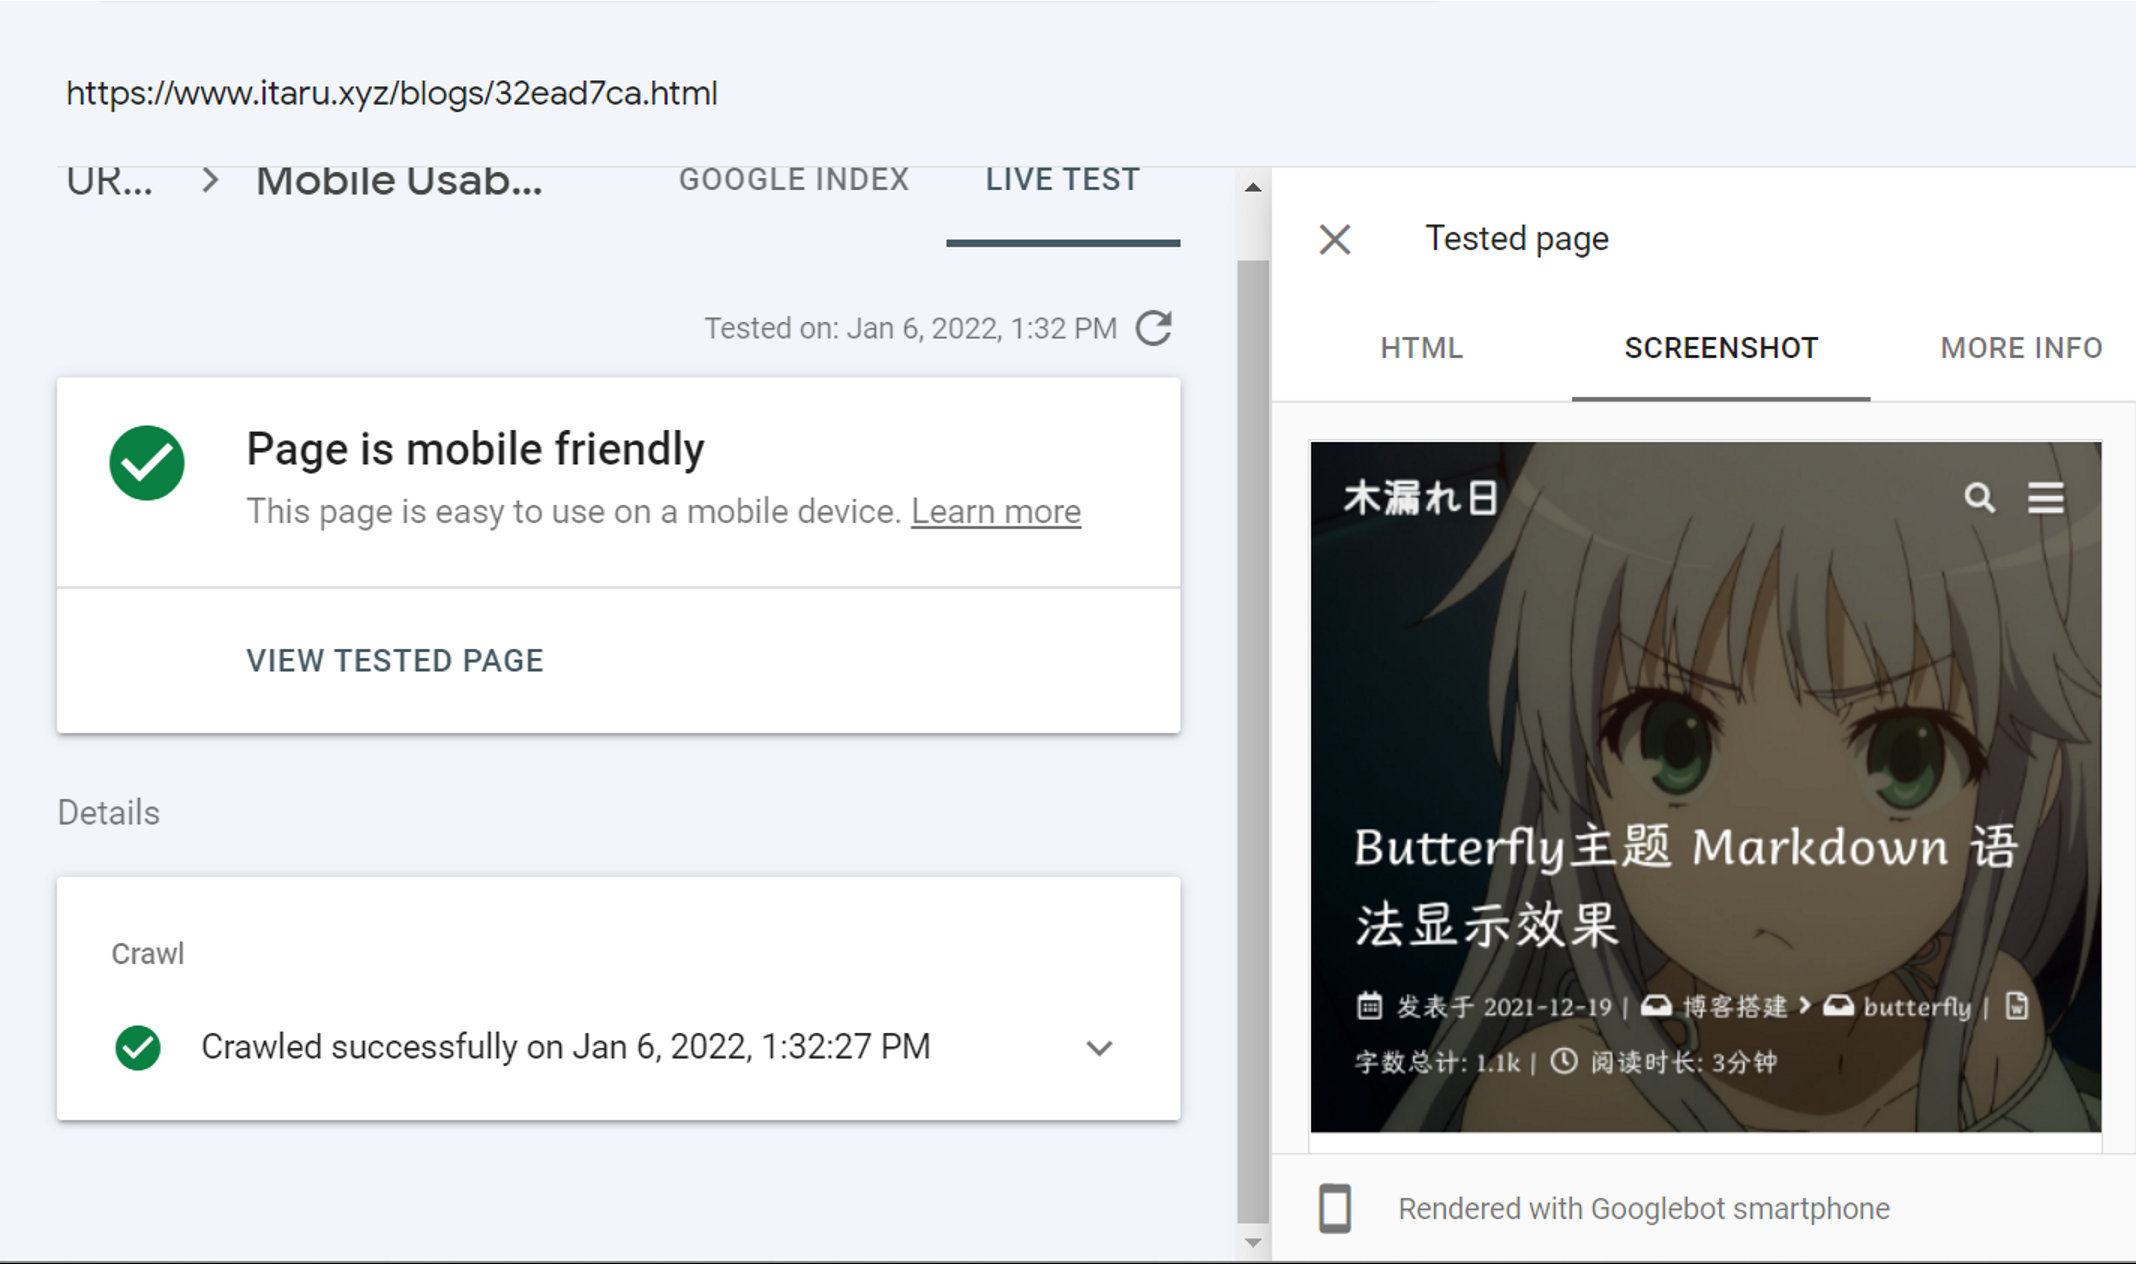 https://www.itaru.xyz/blogs/32ead7ca.html
UR... > Mobile Usab... GOOGLE INDEX LIVE TEST
Tested on: Jan 6, 2022, 1:32 PM
Page is mobile friendly
This page is easy to use on a mobile device. Learn more
VIEW TESTED PAGE
Details
Crawl
Crawled successfully on Jan 6, 2022, 1:32:27 PM
Tested page
HTML SCREENSHOT MORE INFO
木漏れ日
Butterfly主题 Markdown 语
法显示效果
发表于 2021-12-19 | 博客搭建 > butterfly |
字数总计: 1.1k | 阅读时长: 3分钟
Rendered with Googlebot smartphone